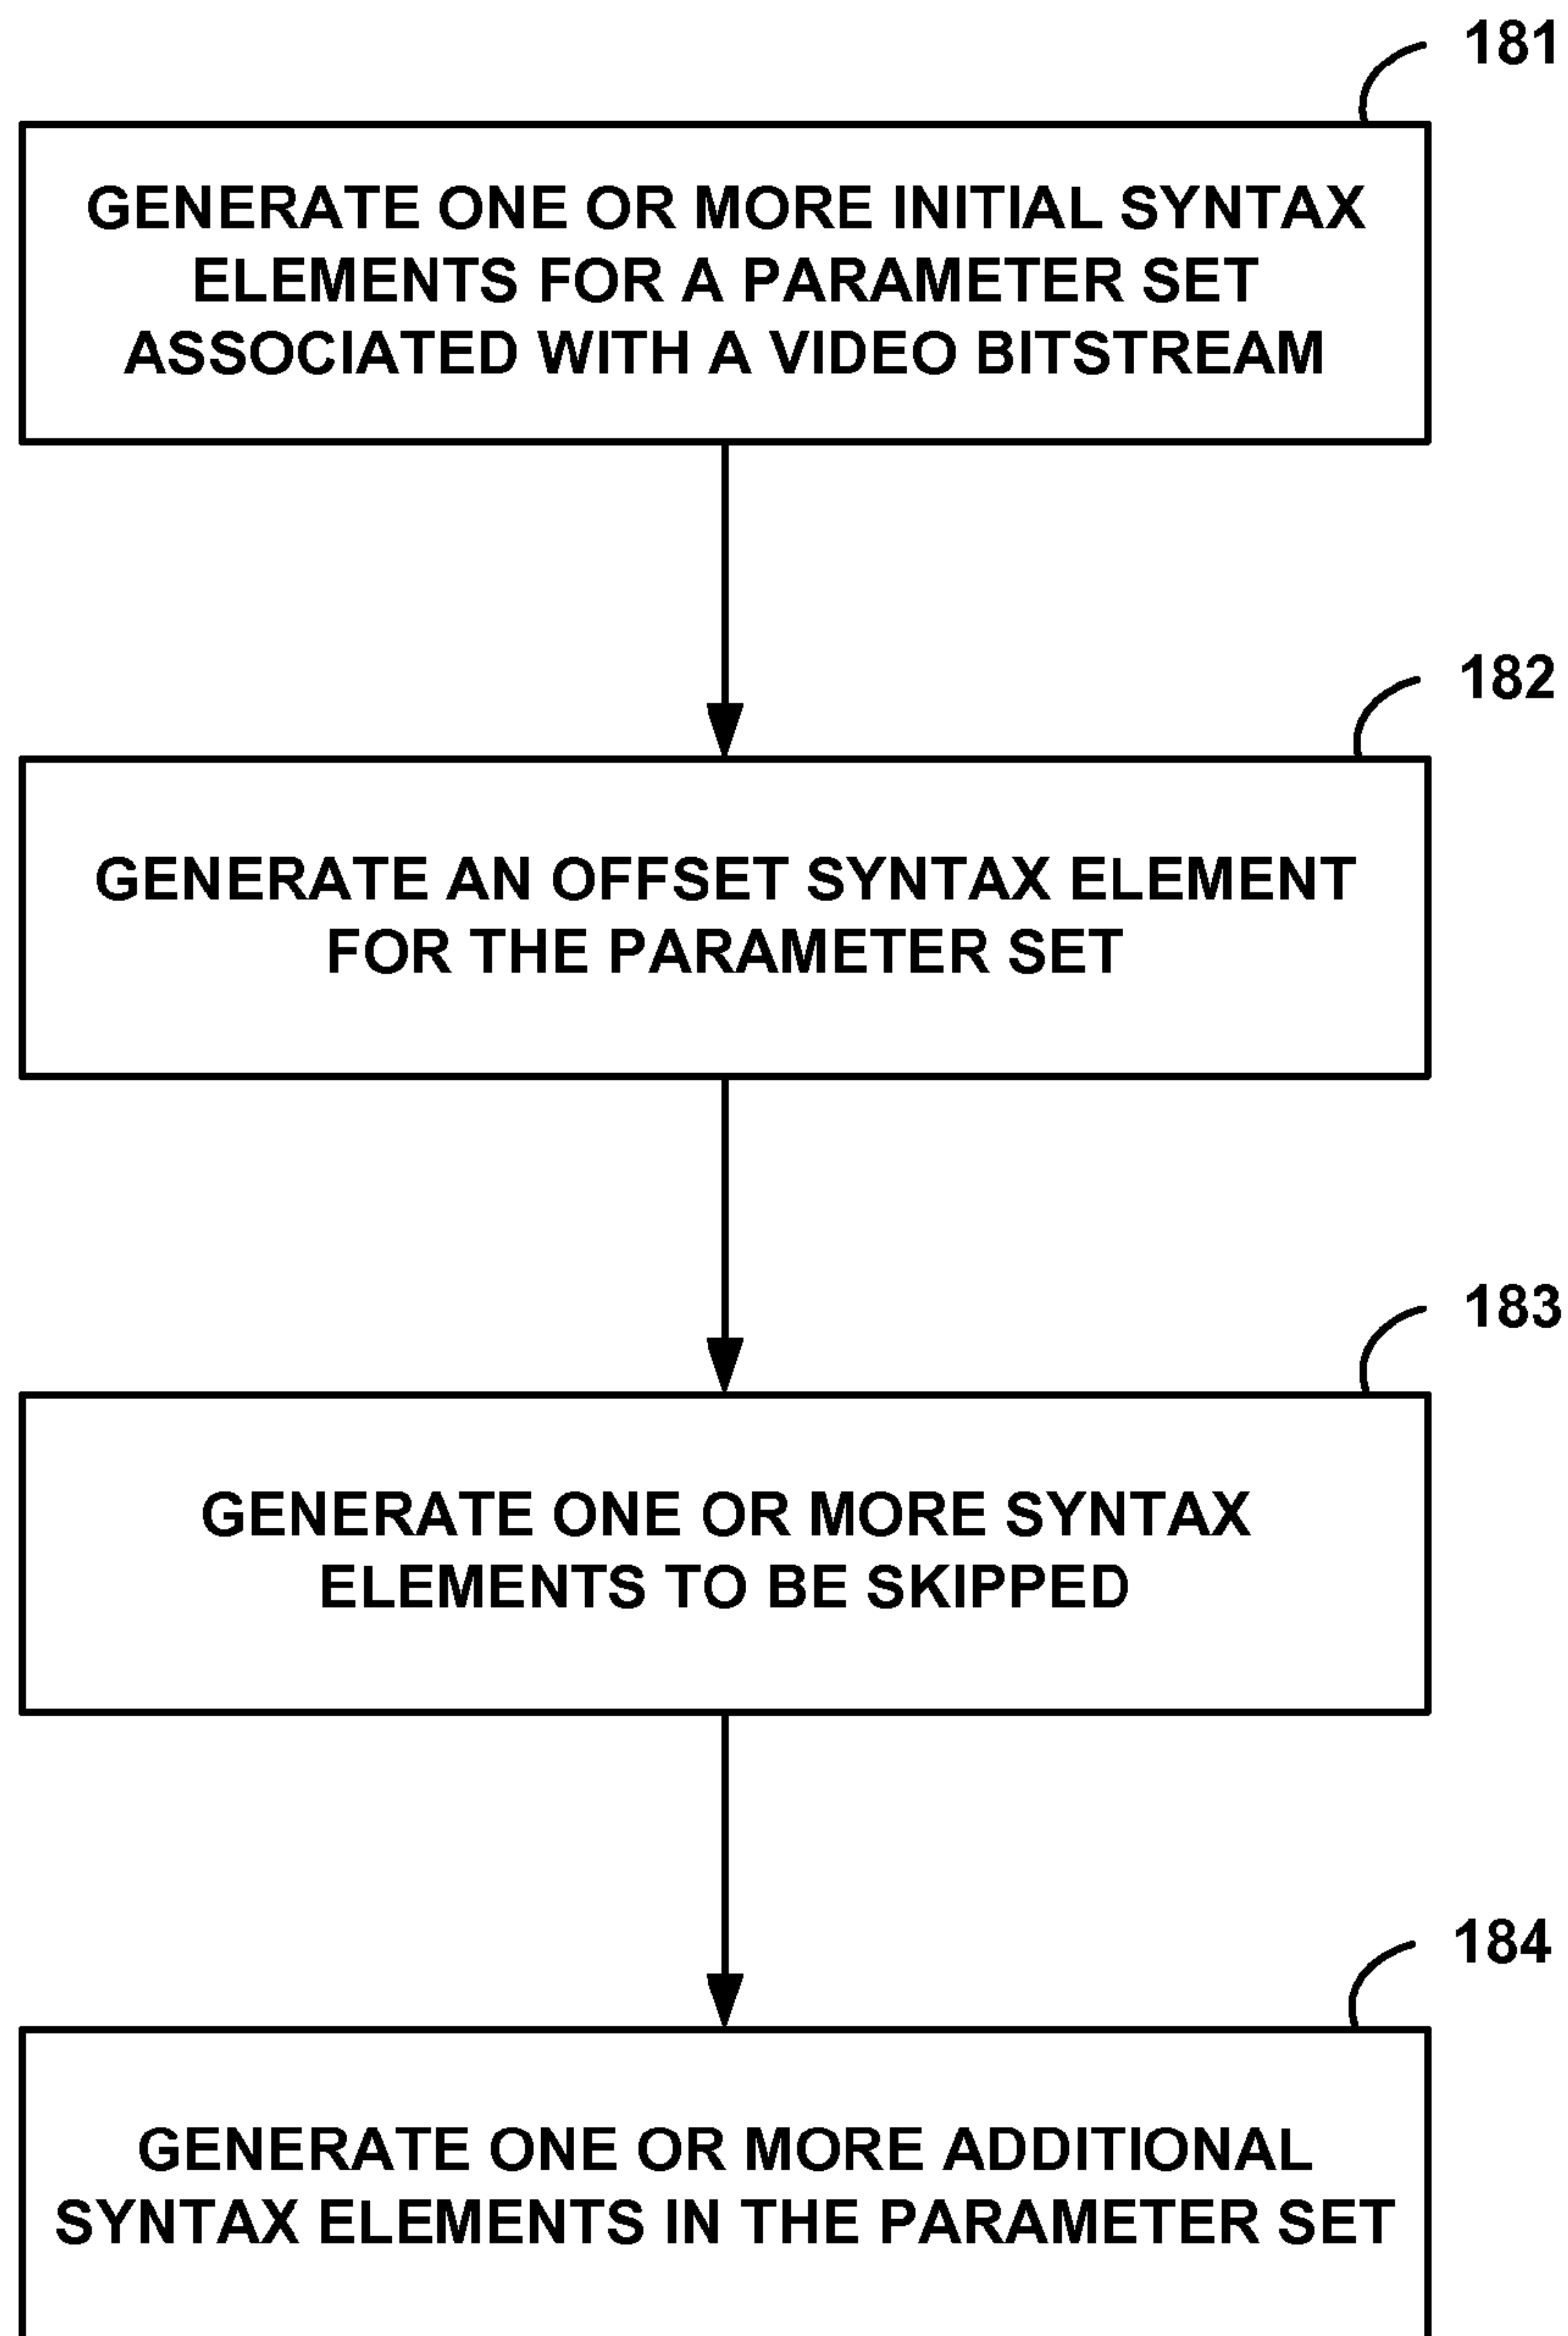 181
GENERATE ONE OR MORE INITIAL SYNTAX
ELEMENTS FOR A PARAMETER SET
ASSOCIATED WITH A VIDEO BITSTREAM
182
GENERATE AN OFFSET SYNTAX ELEMENT
FOR THE PARAMETER SET
183
GENERATE ONE OR MORE SYNTAX
ELEMENTS TO BE SKIPPED
184
GENERATE ONE OR MORE ADDITIONAL
SYNTAX ELEMENTS IN THE PARAMETER SET